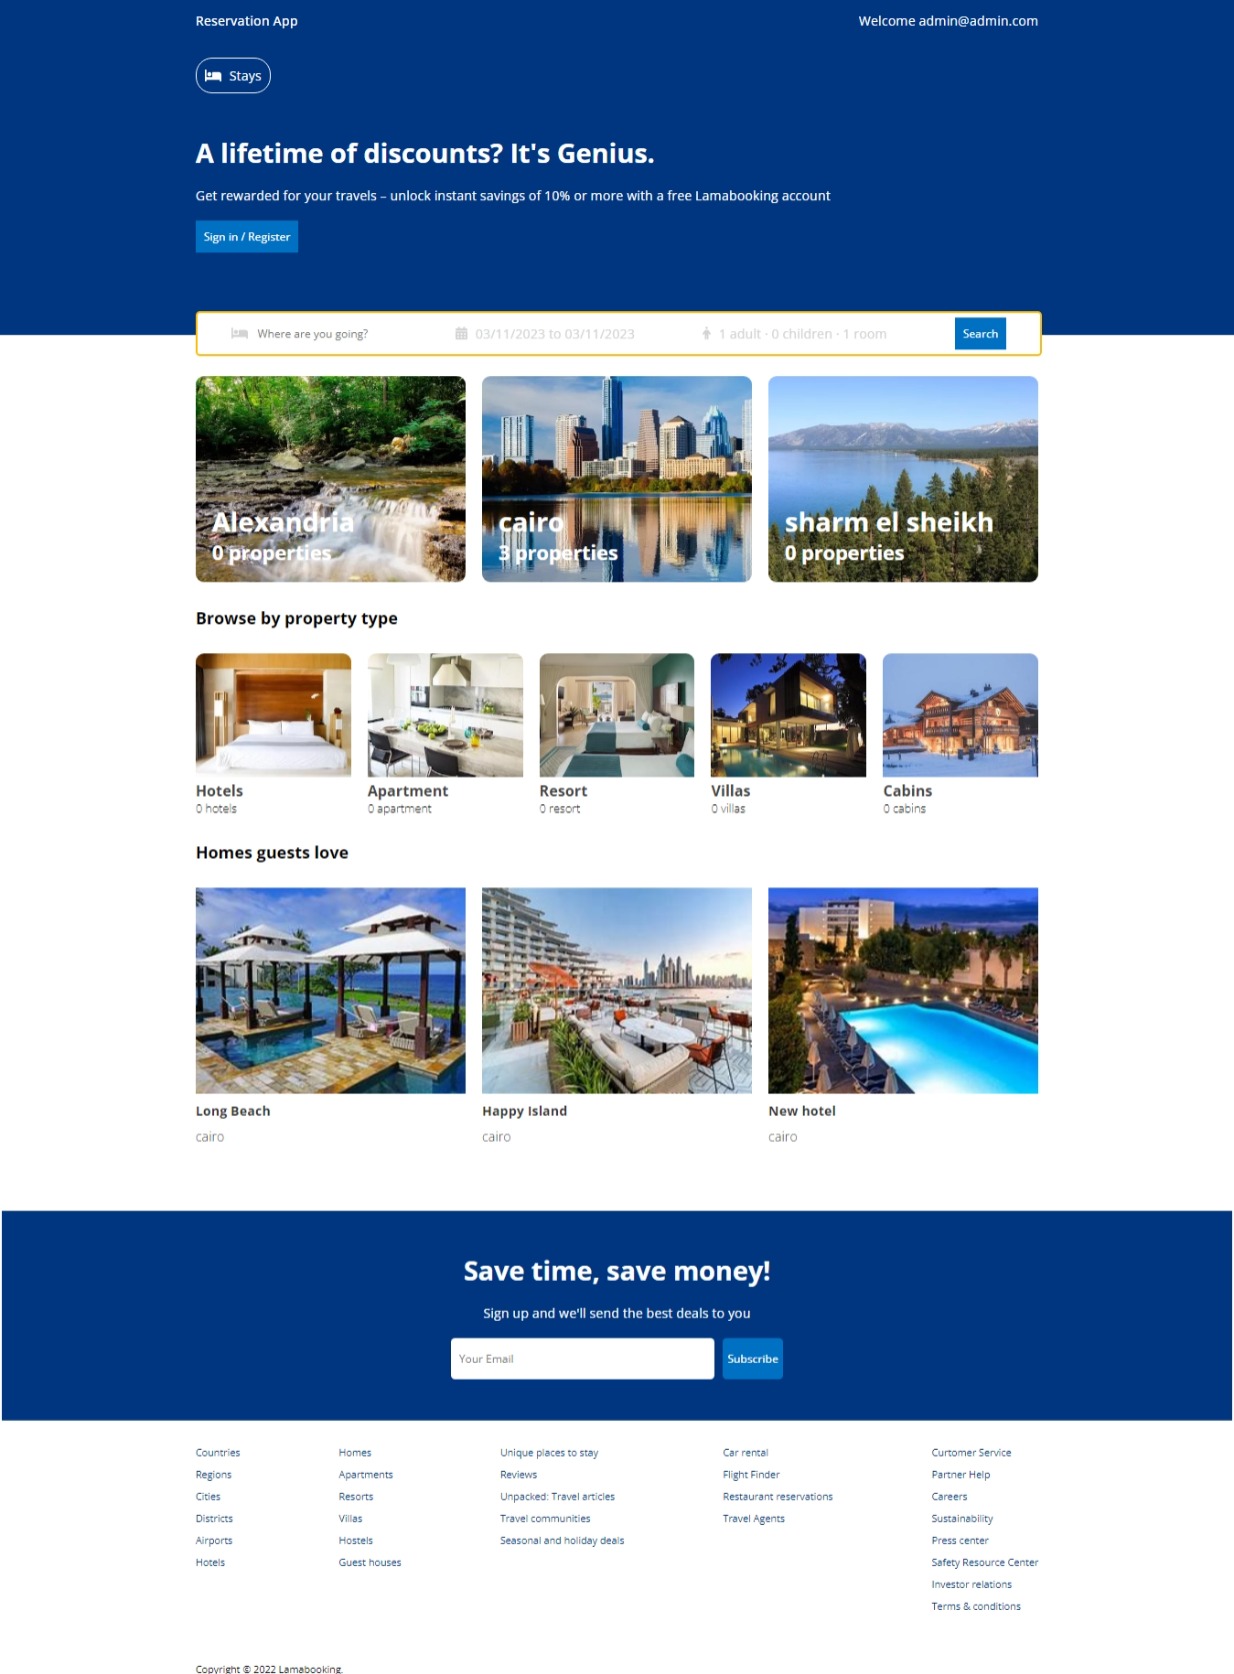 Reservation App
Welcome admin@admin.com
Stays
A lifetime of discounts? It's Genius.
Get rewarded for your travels – unlock instant savings of 10% or more with a free Lamabooking account
Sign in / Register
Where are you going?
03/11/2023 to 03/11/2023
1 adult · 0 children · 1 room
Search
Alexandria
0 properties
cairo
3 properties
sharm el sheikh
0 properties
Browse by property type
Hotels
0 hotels
Apartment
0 apartment
Resort
0 resort
Villas
0 villas
Cabins
0 cabins
Homes guests love
Long Beach
cairo
Happy Island
cairo
New hotel
cairo
Save time, save money!
Sign up and we'll send the best deals to you
Your Email
Subscribe
Countries
Regions
Cities
Districts
Airports
Hotels
Homes
Apartments
Resorts
Villas
Hostels
Guest houses
Unique places to stay
Reviews
Unpacked: Travel articles
Travel communities
Seasonal and holiday deals
Car rental
Flight Finder
Restaurant reservations
Travel Agents
Curtomer Service
Partner Help
Careers
Sustainability
Press center
Safety Resource Center
Investor relations
Terms & conditions
Copyright © 2022 Lamabooking.